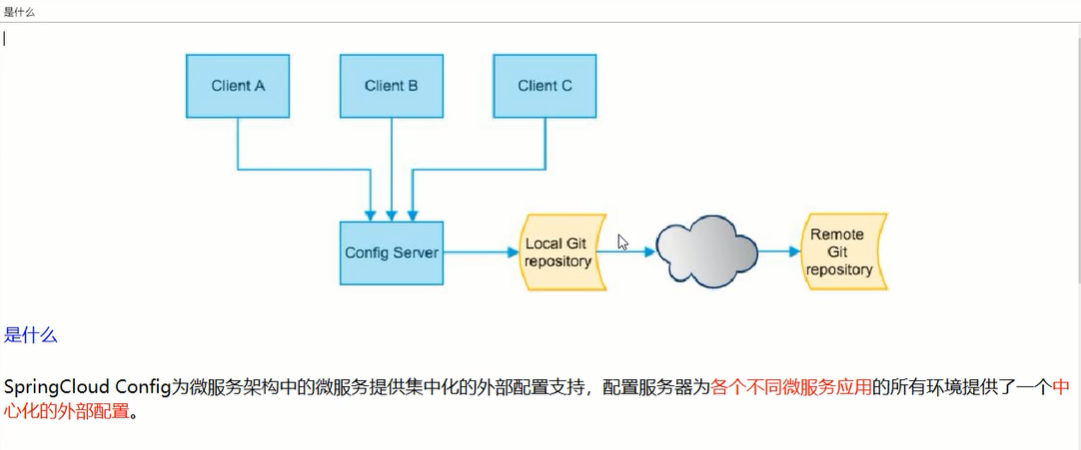 是什么
Client A
Client B
Client C
Config Server
Local Git
repository
Remote
Git
repository
是什么
SpringCloud Config为微服务架构中的微服务提供集中化的外部配置支持，配置服务器为各个不同微服务应用的所有环境提供了一个中
心化的外部配置。